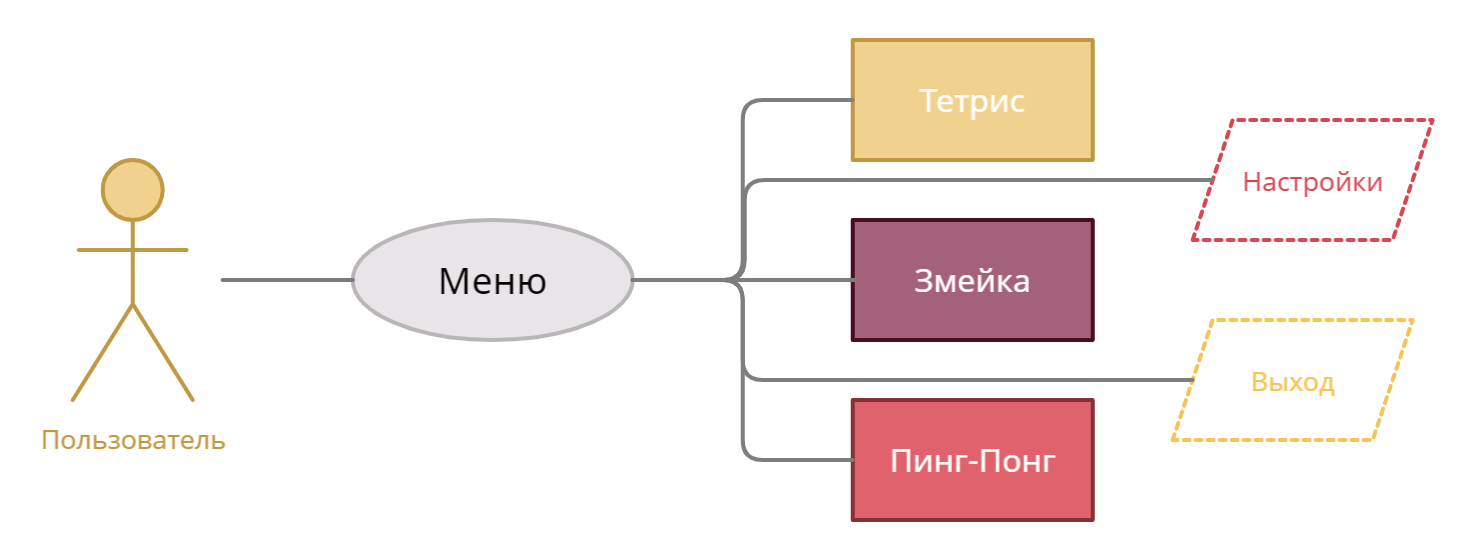 Тетрис
Настройки
Меню
Змейка
Выход
Пользователь
Пинг-Понг